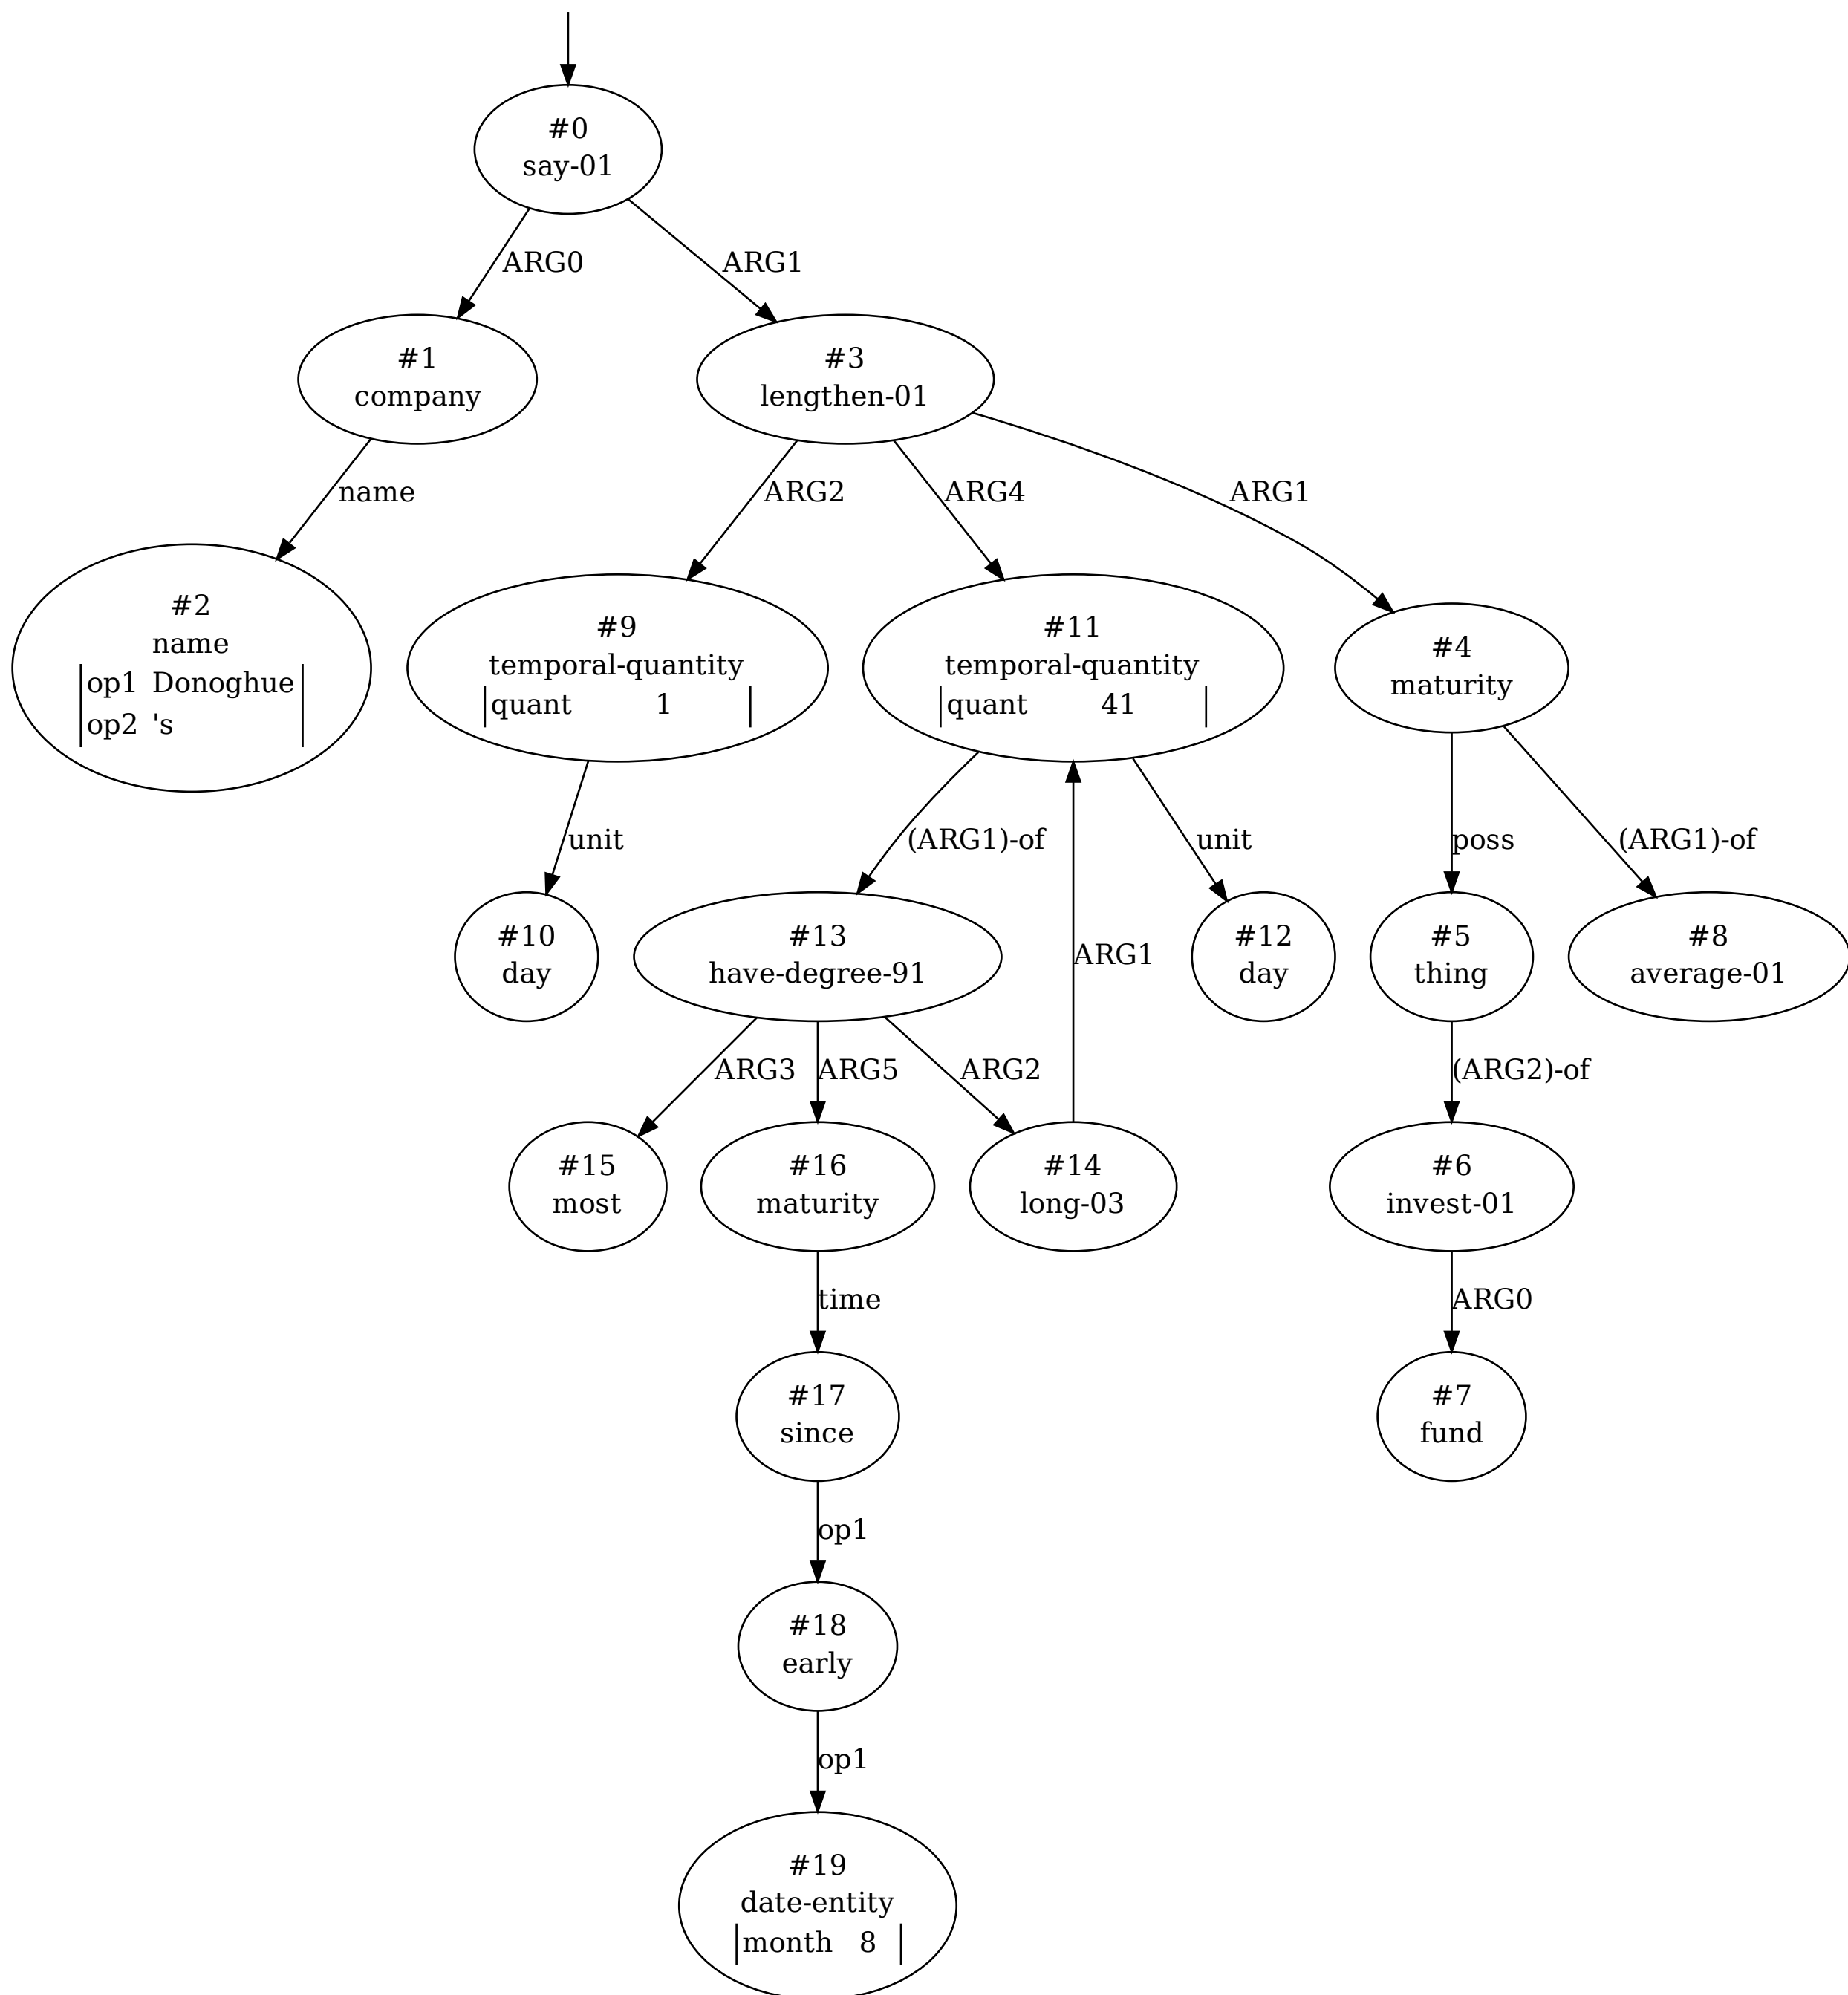 #0
say-01
ARG0
ARG1
#1
company
#3
lengthen-01
name
ARG2
ARG4
ARG1
#2
name
op1 Donoghue
op2 's
#9
temporal-quantity
quant 1
#11
temporal-quantity
quant 41
#4
maturity
unit
(ARG1)-of
unit
poss
(ARG1)-of
#10
day
#13
have-degree-91
ARG1
#12
day
#5
thing
#8
average-01
ARG3
ARG5
ARG2
(ARG2)-of
#15
most
#16
maturity
#14
long-03
#6
invest-01
time
ARG0
#17
since
#7
fund
op1
#18
early
op1
#19
date-entity
month 8